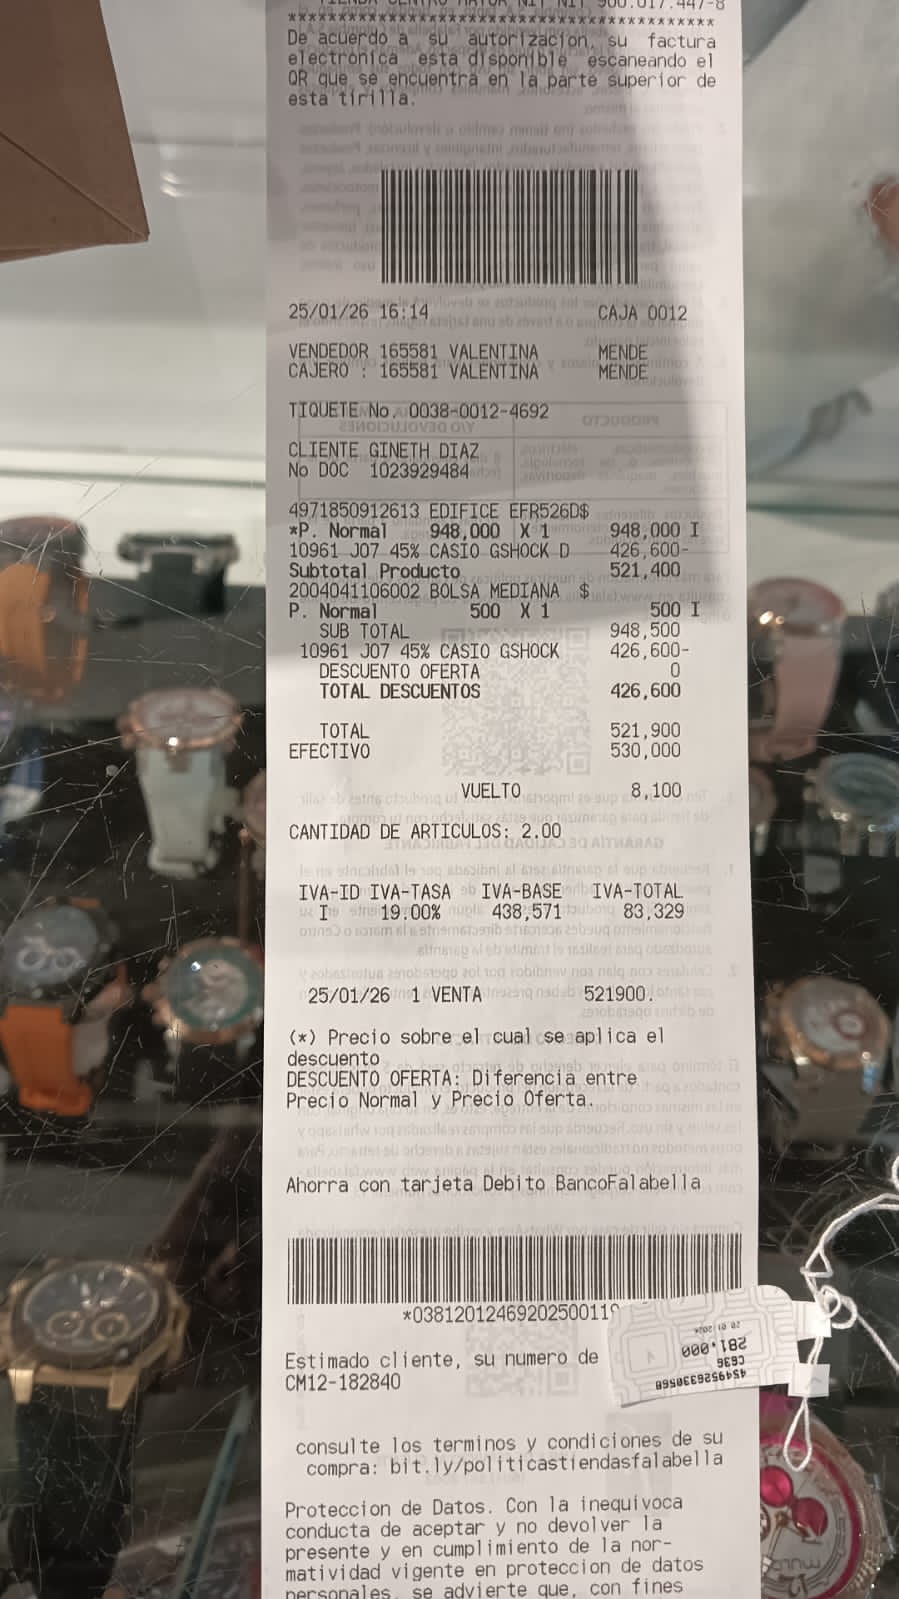 De acuerdo a su autorizacion, su factura
electronica esta disponible escaneando el
QR que se encuentra en la parte superior de
esta tirilla.
25/01/26 16:14 CAJA 0012
VENDEDOR 165581 VALENTINA MENDE
CAJERO : 165581 VALENTINA MENDE
TIQUETE No. 0038-0012-4692
CLIENTE GINETH DIAZ
No DOC 1023929484
4971850912613 EDIFICE EFR526D$
*P. Normal 948,000 X 1 948,000 I
10961 J07 45% CASIO GSHOCK D 426,600-
Subtotal Producto 521,400
2004041106002 BOLSA MEDIANA $
P. Normal 500 X 1 500 I
SUB TOTAL 948,500
10961 J07 45% CASIO GSHOCK 426,600-
DESCUENTO OFERTA 0
TOTAL DESCUENTOS 426,600
TOTAL 521,900
EFECTIVO 530,000
VUELTO 8,100
CANTIDAD DE ARTICULOS: 2.00
IVA-ID IVA-TASA IVA-BASE IVA-TOTAL
I 19.00% 438,571 83,329
25/01/26 1 VENTA 521900.
(*) Precio sobre el cual se aplica el
descuento
DESCUENTO OFERTA: Diferencia entre
Precio Normal y Precio Oferta.
Ahorra con tarjeta Debito BancoFalabella
Estimado cliente, su numero de
CM12-182840
281.000
C636
consulte los terminos y condiciones de su
compra: bit.ly/politicastiendasfalabella
Proteccion de Datos. Con la inequivoca
conducta de aceptar y no devolver la
presente y en cumplimiento de la nor-
matividad vigente en proteccion de datos
personales, se advierte que, con fines